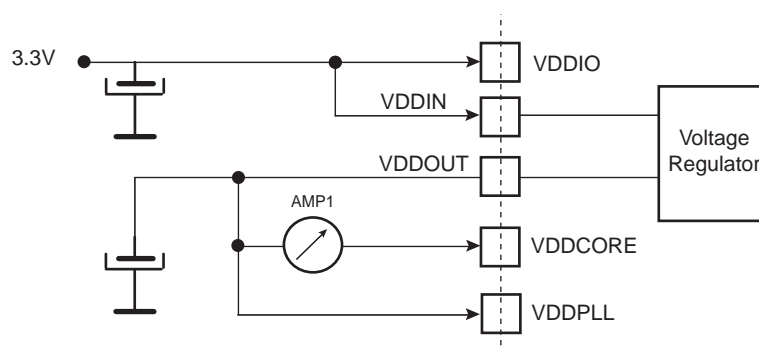 3.3V
VDDIO
VDDIN
Voltage
Regulator
VDDOUT
AMP1
VDDCORE
VDDPLL